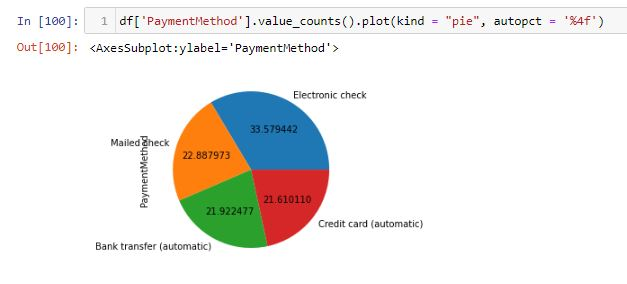 In [100]: 1 df['PaymentMethod'].value_counts().plot(kind = "pie", autopct = '%4f')
Out[100]: <AxesSubplot:ylabel='PaymentMethod'>
Electronic check
33.579442
Mailed check
22.887973
PaymentMethod
21.610110
21.922477
Credit card (automatic)
Bank transfer (automatic)